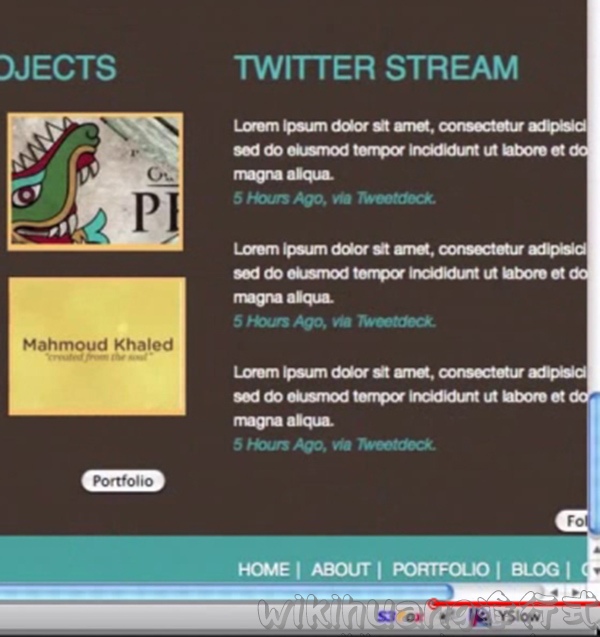 OJECTS
TWITTER STREAM
Lorem ipsum dolor sit amet, consectetur adipisici
sed do eiusmod tempor incididunt ut labore et do
magna aliqua.
5 Hours Ago, via Tweetdeck.
P
Lorem ipsum dolor sit amet, consectetur adipisici
sed do eiusmod tempor incididunt ut labore et do
magna aliqua.
5 Hours Ago, via Tweetdeck.
Mahmoud Khaled
"created from the soul"
Lorem ipsum dolor sit amet, consectetur adipisici
sed do eiusmod tempor incididunt ut labore et do
magna aliqua.
5 Hours Ago, via Tweetdeck.
Portfolio
Fol
HOME | ABOUT | PORTFOLIO | BLOG |
wikihuang
S3Fox
YSlow